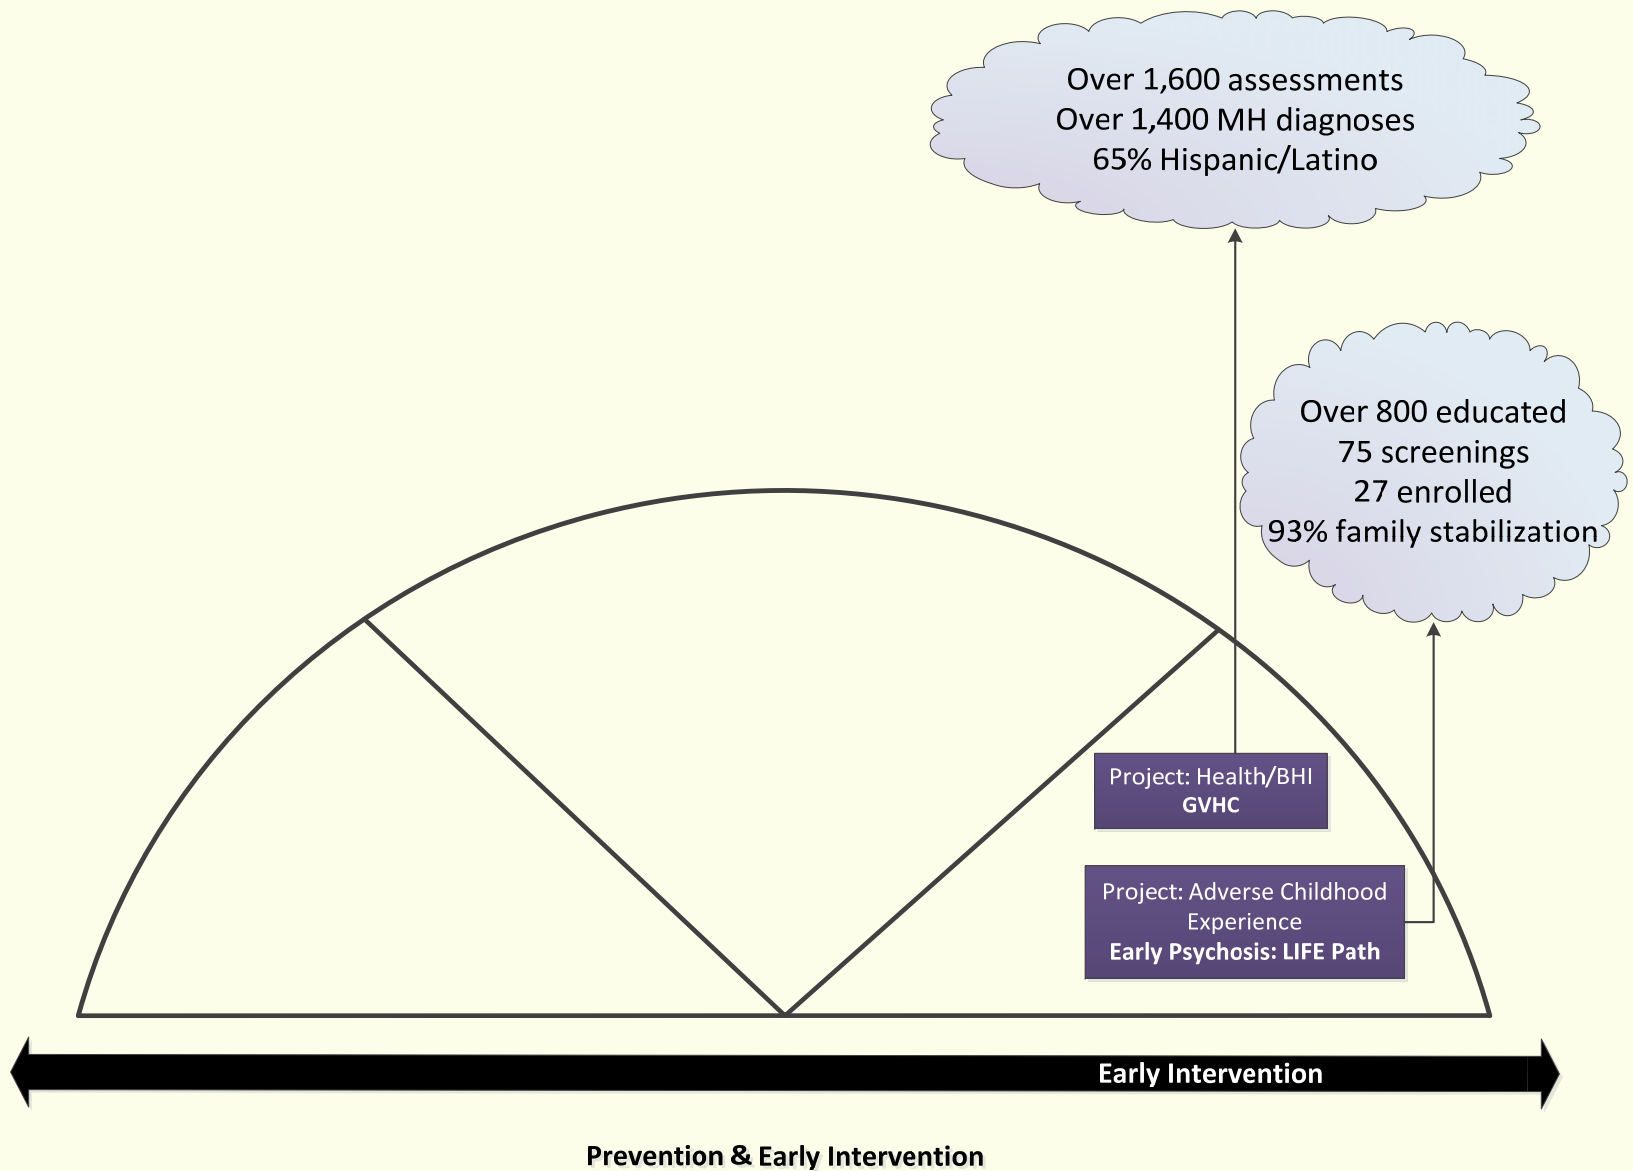 Over 1,600 assessments
Over 1,400 MH diagnoses
65% Hispanic/Latino
Over 800 educated
75 screenings
27 enrolled
93% family stabilization
Project: Health/BHI
GVHC
Project: Adverse Childhood
Experience
Early Psychosis: LIFE Path
Early Intervention
Prevention & Early Intervention